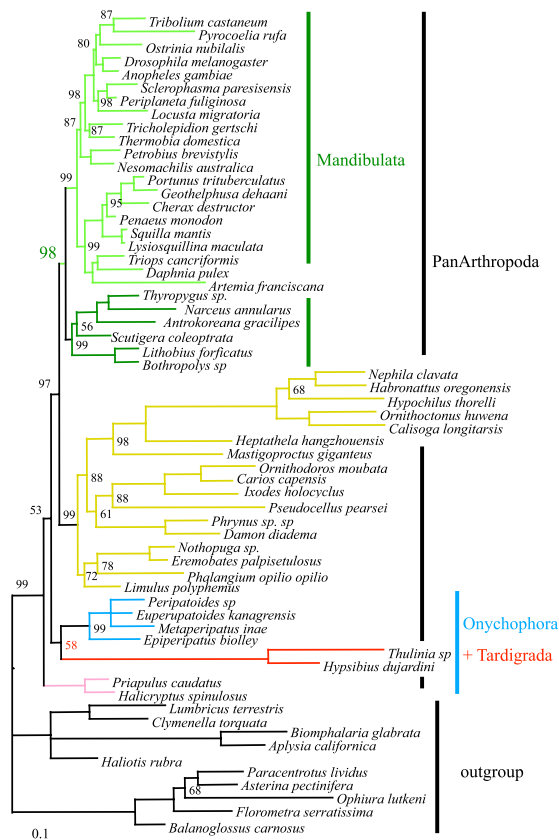 87
Tribolium castaneum
Pyrocoelia rufa
80
Ostrinia nubilalis
Drosophila melanogaster
Anopheles gambiae
Sclerophasma paresisensis
98
98
Periplaneta fuliginosa
Locusta migratoria
87
87
Tricholepidion gertschi
Thermobia domestica
Petrobius brevistylis
Mandibulata
Nesomachilis australica
99
Portunus trituberculatus
Geothelphusa dehaani
95
Cherax destructor
Penaeus monodon
Squilla mantis
99
Lysiosquillina maculata
98
Triops cancriformis
PanArthropoda
Daphnia pulex
Artemia franciscana
Thyropygus sp.
Narceus annularus
56
Antrokoreana gracilipes
Scutigera coleoptrata
99
Lithobius forficatus
Bothropolys sp
Nephila clavata
97
68
Habronattus oregonensis
Hypochilus thorelli
Ornithoctonus huwena
Calisoga longitarsis
98
Heptathela hangzhouensis
Mastigoproctus giganteus
Ornithodoros moubata
88
Carios capensis
88
Ixodes holocyclus
53
99
61
Pseudocellus pearsei
Phrynus sp. sp
Damon diadema
Nothopuga sp.
78
Eremobates palpisetulosus
72
Phalangium opilio opilio
99
Limulus polyphemus
Peripatoides sp
Euperupatoides kanagrensis
Onychophora
99
Metaperipatus inae
Epiperipatus biolley
58
Thulinia sp
+ Tardigrada
Hypsibius dujardini
Priapulus caudatus
Halicryptus spinulosus
Lumbricus terrestris
Clymenella torquata
Biomphalaria glabrata
Aplysia californica
Haliotis rubra
outgroup
Paracentrotus lividus
68
Asterina pectinifera
Ophiura lutkeni
Florometra serratissima
Balanoglossus carnosus
0.1